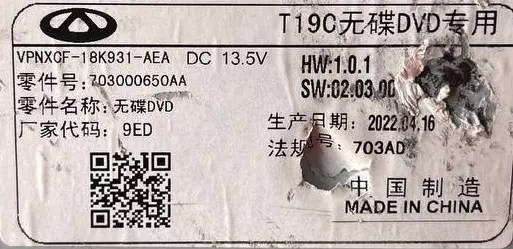 T19C无碟DVD专用
VPNXCF-18K931-AEA DC 13.5V
HW:1.0.1
零件号:703000650AA
SW:02.03.00
零件名称:无碟DVD
厂家代码: 9ED
生产日期: 2022.04.16
法规号: 703AD
中国制造
MADE IN CHINA